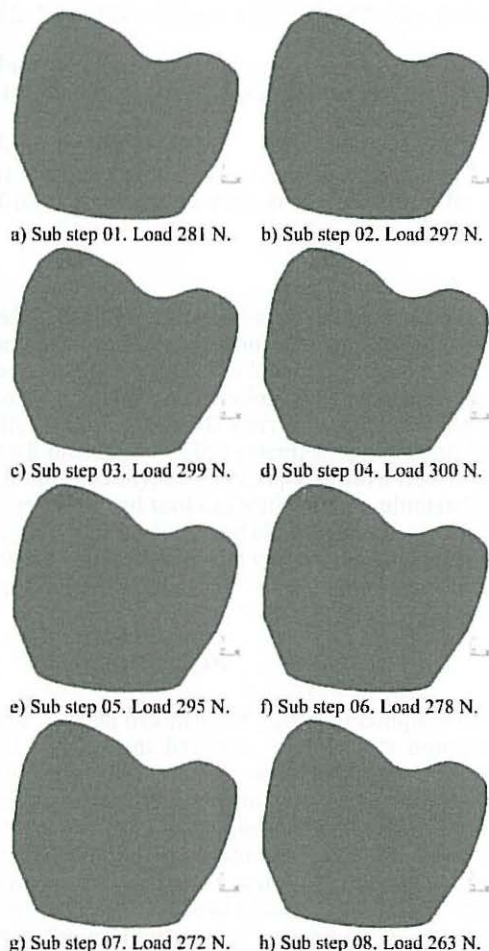 a) Sub step 01. Load 281 N.
b) Sub step 02. Load 297 N.
c) Sub step 03. Load 299 N.
d) Sub step 04. Load 300 N.
e) Sub step 05. Load 295 N.
f) Sub step 06. Load 278 N.
g) Sub step 07. Load 272 N.
h) Sub step 08. Load 263 N.